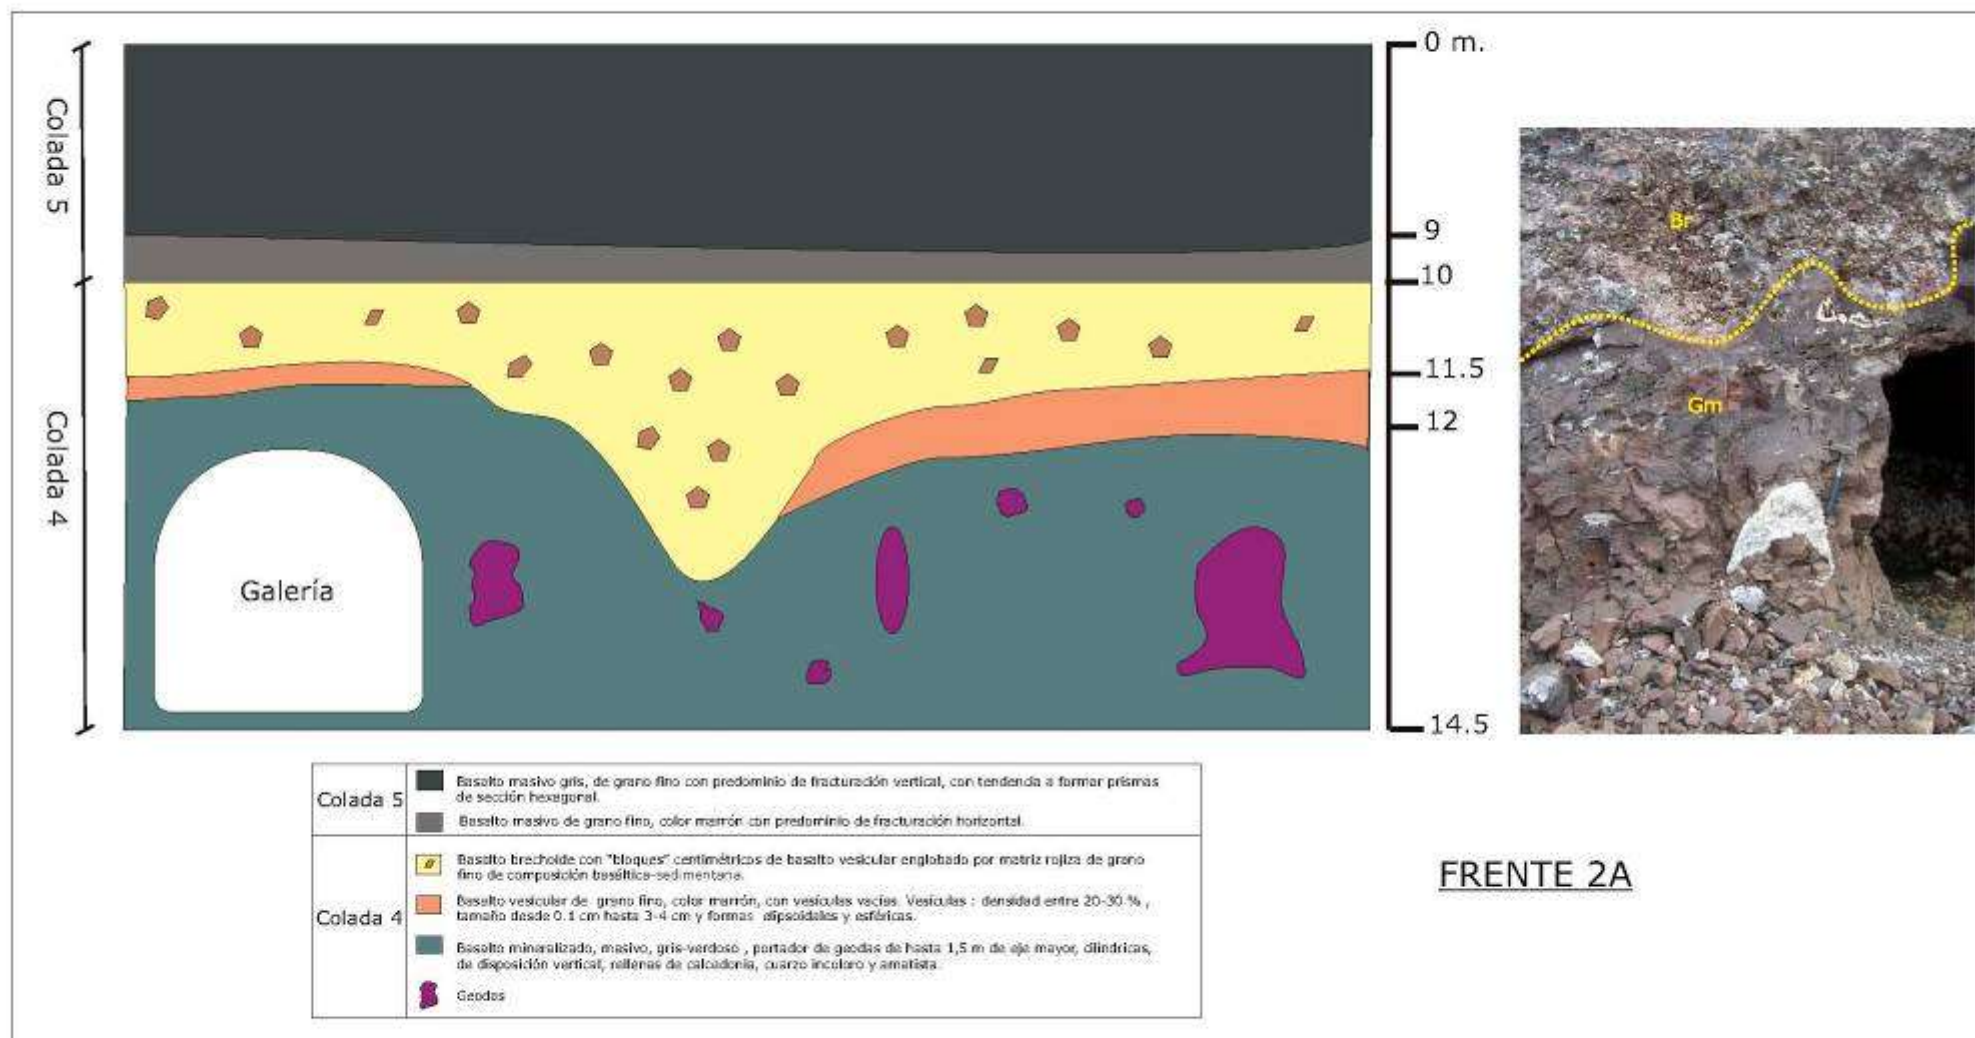 Colada 5
Colada 4
0 m.
9
10
11.5
12
14.5
Galería
Br
Gm
Colada 5
Basalto masivo gris, de grano fino con predominio de fracturación vertical, con tendencia a formar prismas
de sección hexagonal.
Basalto masivo de grano fino, color marrón con predominio de fracturación horizontal.
Colada 4
Basalto brechoide con "bloques" centimétricos de basalto vesicular englobado por matriz rojiza de grano
fino de composición basáltica-sedimentaria.
Basalto vesicular de grano fino, color marrón, con vesículas vacías. Vesículas : densidad entre 20-30 % ,
tamaño desde 0.1 cm hasta 3-4 cm y formas elipsoidales y esféricas.
Basalto mineralizado, masivo, gris-verdoso , portador de geodas de hasta 1,5 m de eje mayor, cilíndricas,
de disposición vertical, rellenas de calcedonia, cuarzo incoloro y amatista.
Geodas
FRENTE 2A